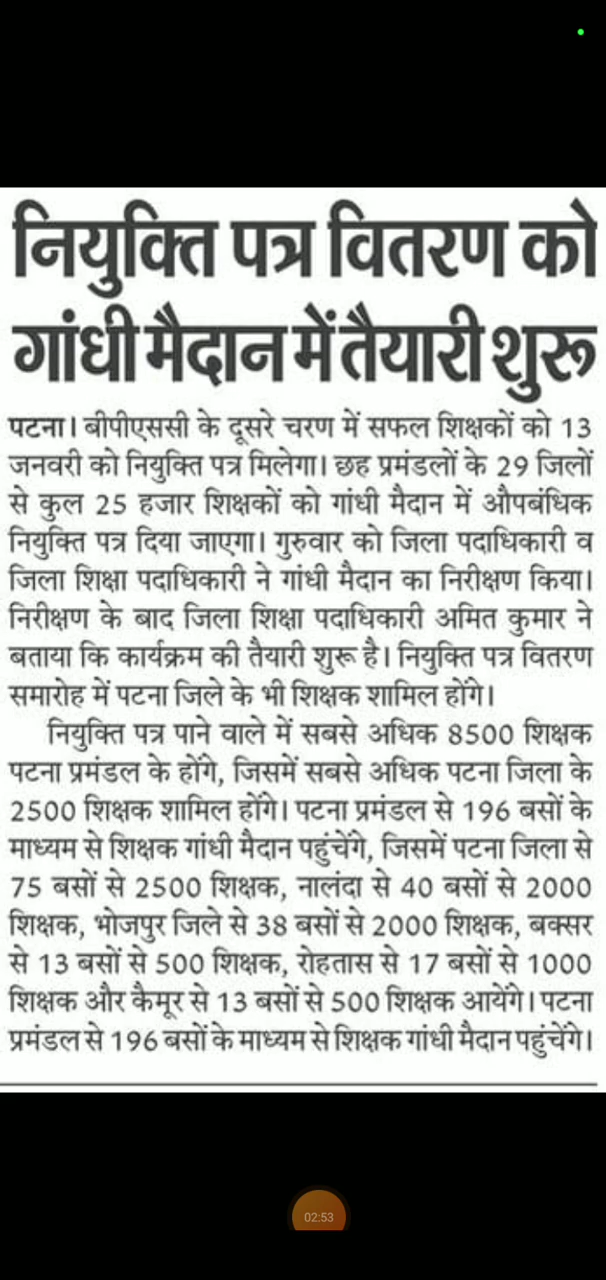 नियुक्ति पत्र वितरण को
गांधी मैदान में तैयारी शुरू
पटना। बीपीएससी के दूसरे चरण में सफल शिक्षकों को 13
जनवरी को नियुक्ति पत्र मिलेगा। छह प्रमंडलों के 29 जिलों
से कुल 25 हजार शिक्षकों को गांधी मैदान में औपबंधिक
नियुक्ति पत्र दिया जाएगा। गुरुवार को जिला पदाधिकारी व
जिला शिक्षा पदाधिकारी ने गांधी मैदान का निरीक्षण किया।
निरीक्षण के बाद जिला शिक्षा पदाधिकारी अमित कुमार ने
बताया कि कार्यक्रम की तैयारी शुरू है। नियुक्ति पत्र वितरण
समारोह में पटना जिले के भी शिक्षक शामिल होंगे।
नियुक्ति पत्र पाने वाले में सबसे अधिक 8500 शिक्षक
पटना प्रमंडल के होंगे, जिसमें सबसे अधिक पटना जिला के
2500 शिक्षक शामिल होंगे। पटना प्रमंडल से 196 बसों के
माध्यम से शिक्षक गांधी मैदान पहुंचेंगे, जिसमें पटना जिला से
75 बसों से 2500 शिक्षक, नालंदा से 40 बसों से 2000
शिक्षक, भोजपुर जिले से 38 बसों से 2000 शिक्षक, बक्सर
से 13 बसों से 500 शिक्षक, रोहतास से 17 बसों से 1000
शिक्षक और कैमूर से 13 बसों से 500 शिक्षक आयेंगे। पटना
प्रमंडल से 196 बसों के माध्यम से शिक्षक गांधी मैदान पहुंचेंगे।
02:53